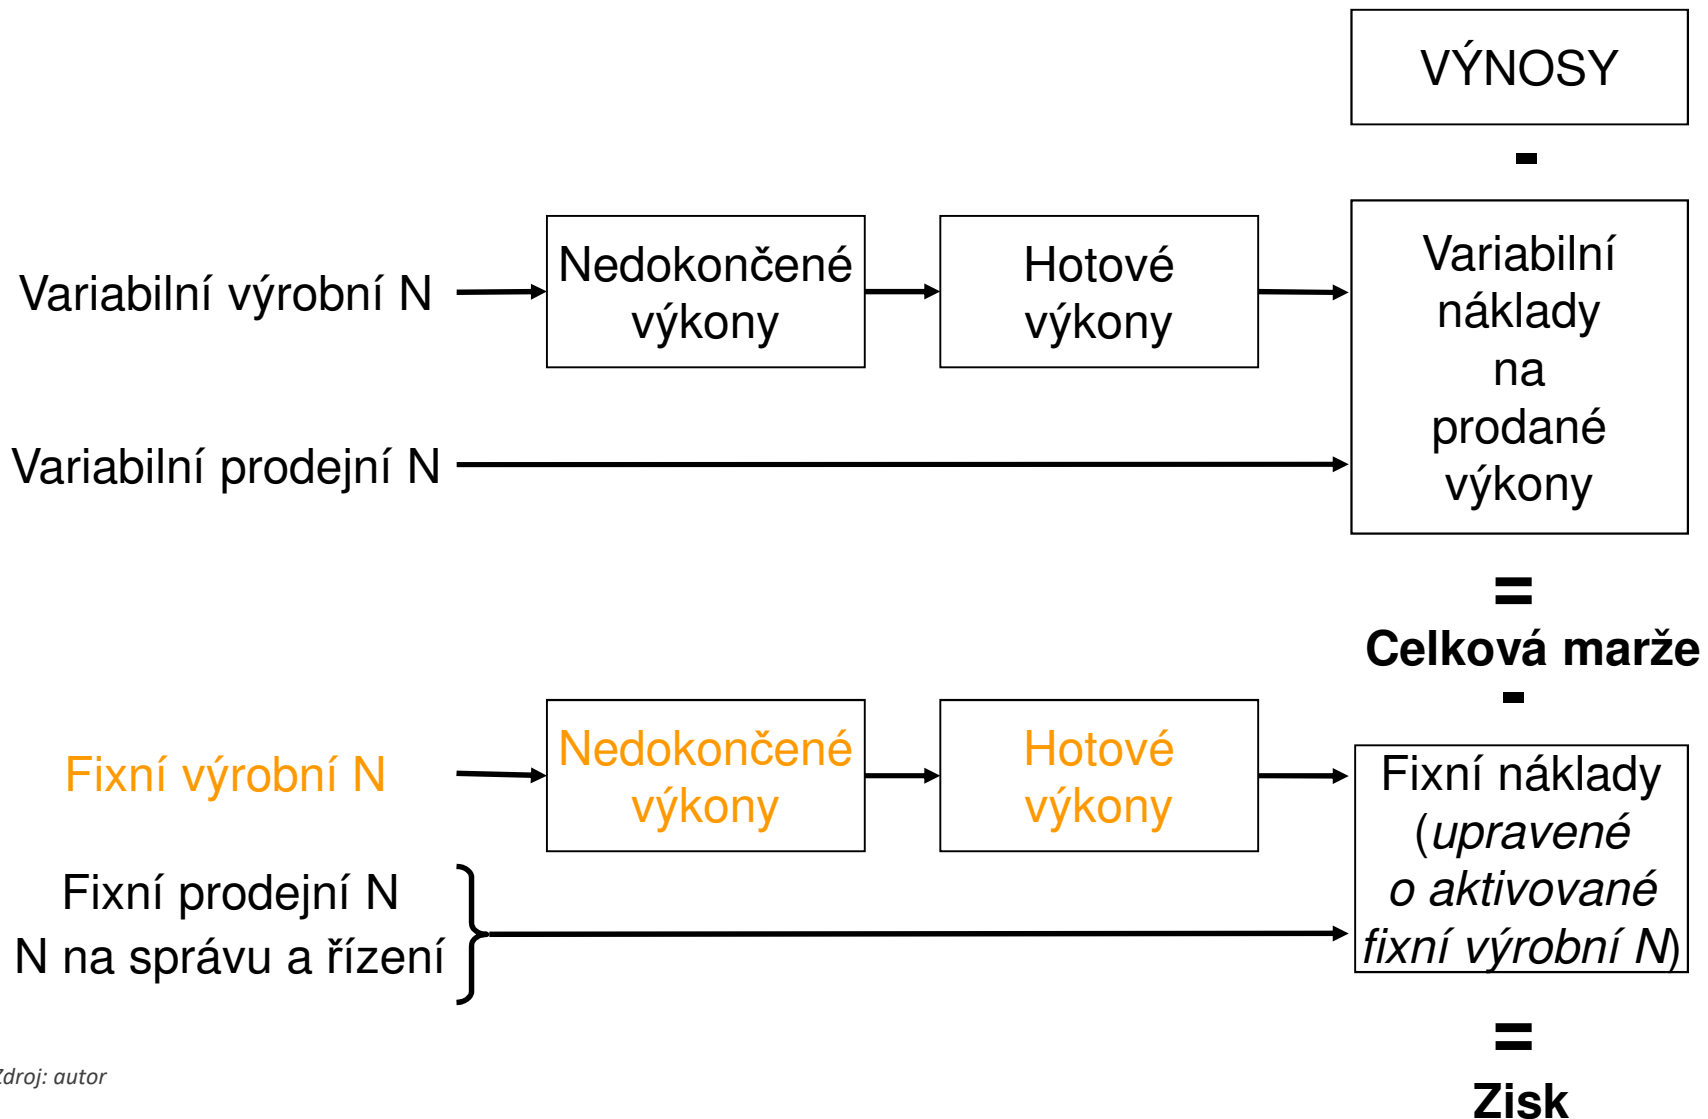 VÝNOSY
-
Variabilní výrobní N
Nedokončené
výkony
Hotové
výkony
Variabilní
náklady
na
prodané
výkony
Variabilní prodejní N
=
Celková marže
-
Fixní výrobní N
Nedokončené
výkony
Hotové
výkony
Fixní náklady
(upravené
o aktivované
fixní výrobní N)
Fixní prodejní N
N na správu a řízení
=
Zisk
Zdroj: autor